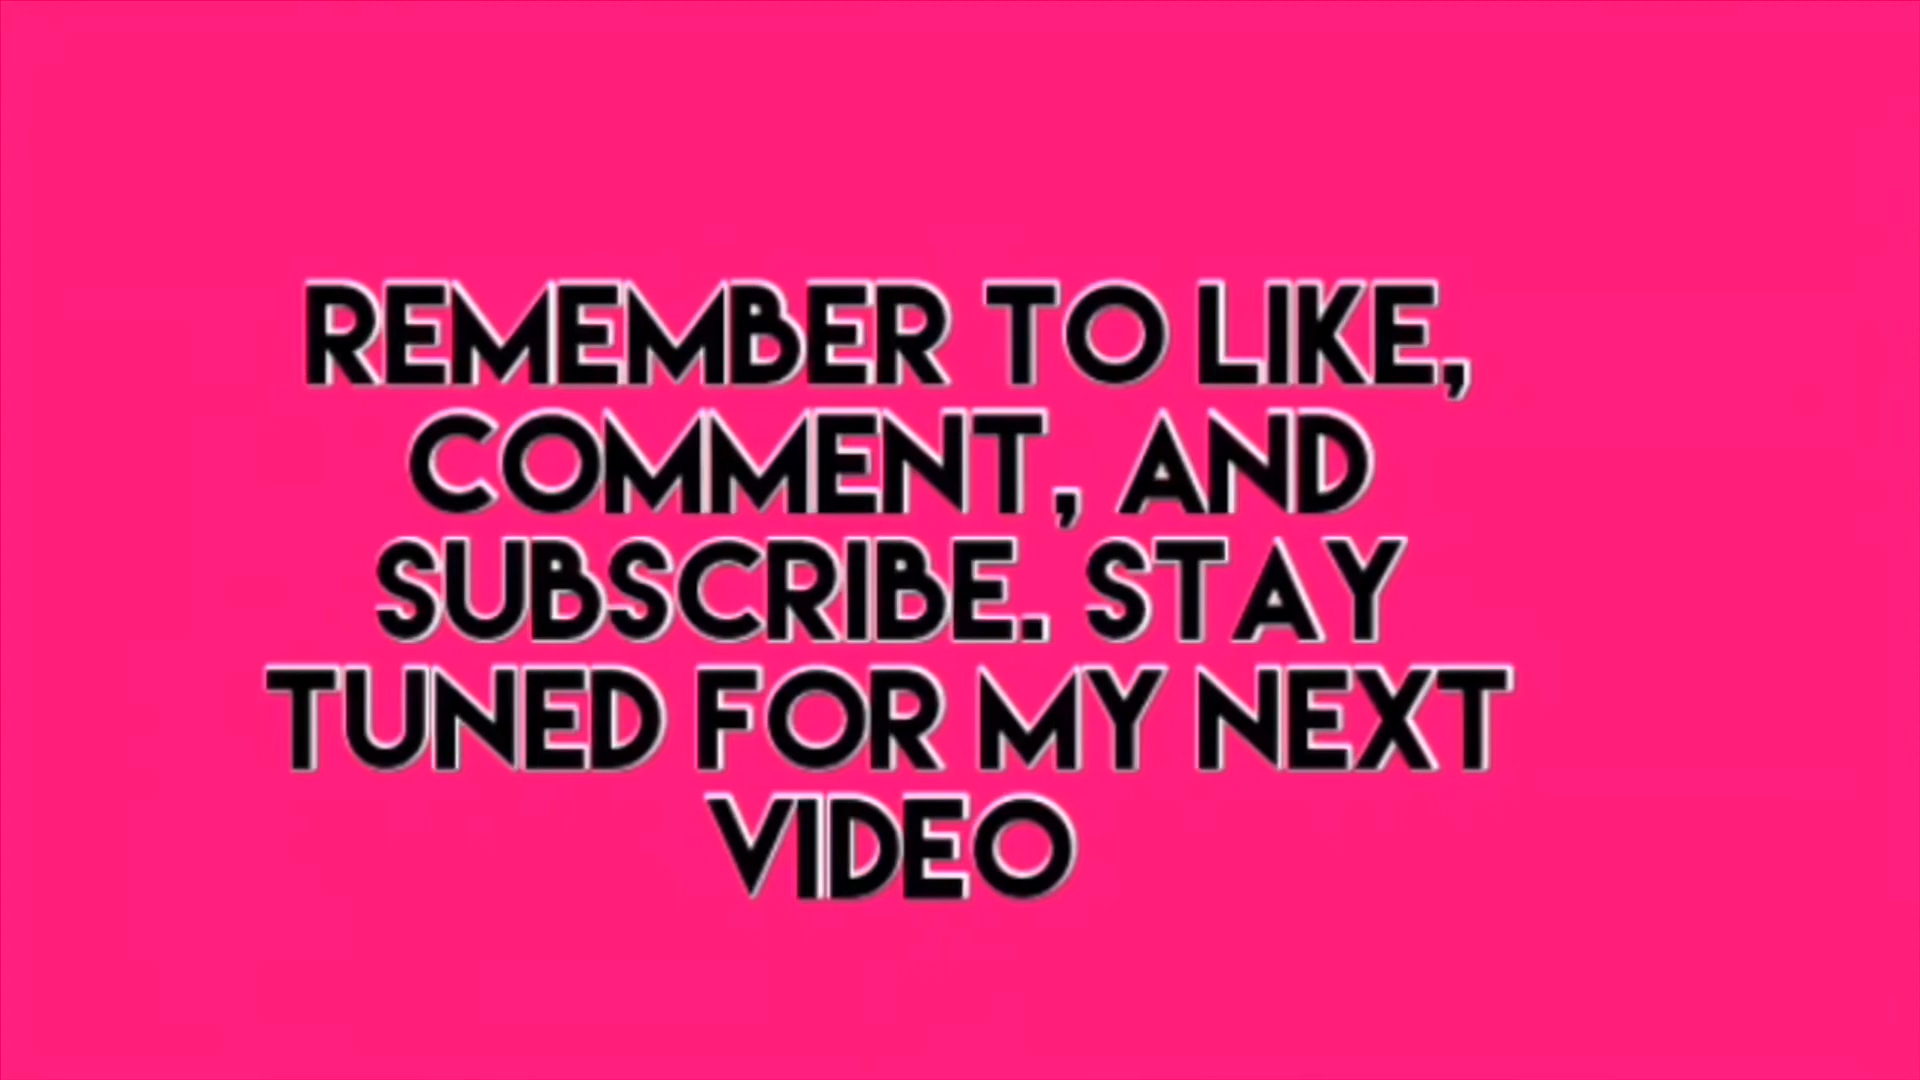 REMEMBER TO LIKE,
COMMENT, AND
SUBSCRIBE. STAY
TUNED FOR MY NEXT
VIDEO